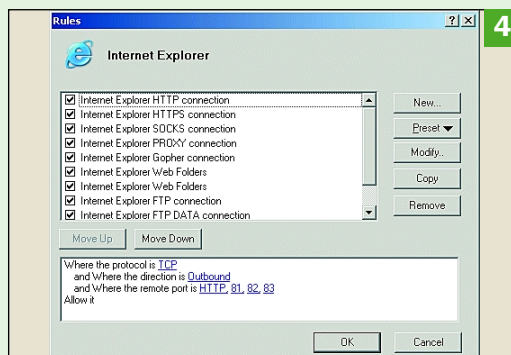 Rules
4
Internet Explorer
Internet Explorer HTTP connection
Internet Explorer HTTPS connection
Internet Explorer SOCKS connection
Internet Explorer PROXY connection
Internet Explorer Gopher connection
Internet Explorer Web Folders
Internet Explorer Web Folders
Internet Explorer FTP connection
Internet Explorer FTP DATA connection
New...
Preset
Modify..
Copy
Remove
Move Up
Move Down
Where the protocol is TCP
and Where the direction is Outbound
and Where the remote port is HTTP, 81, 82, 83
Allow it
OK
Cancel